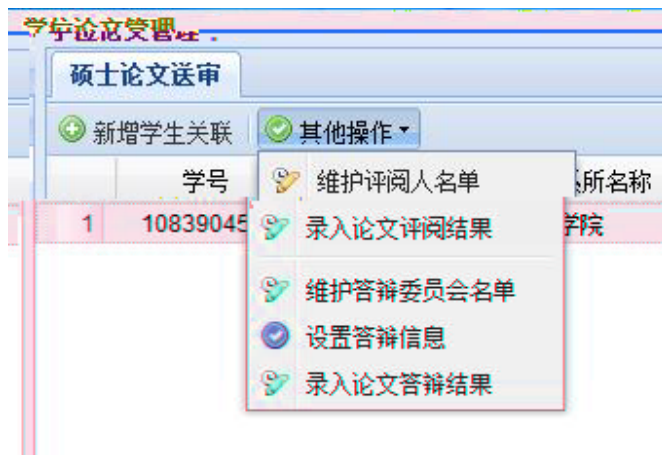 学位论文管理：
硕士论文送审
新增学生关联 其他操作
学号 所名称
维护评阅人名单
1 10839045 学院
录入论文评阅结果
维护答辩委员会名单
设置答辩信息
录入论文答辩结果